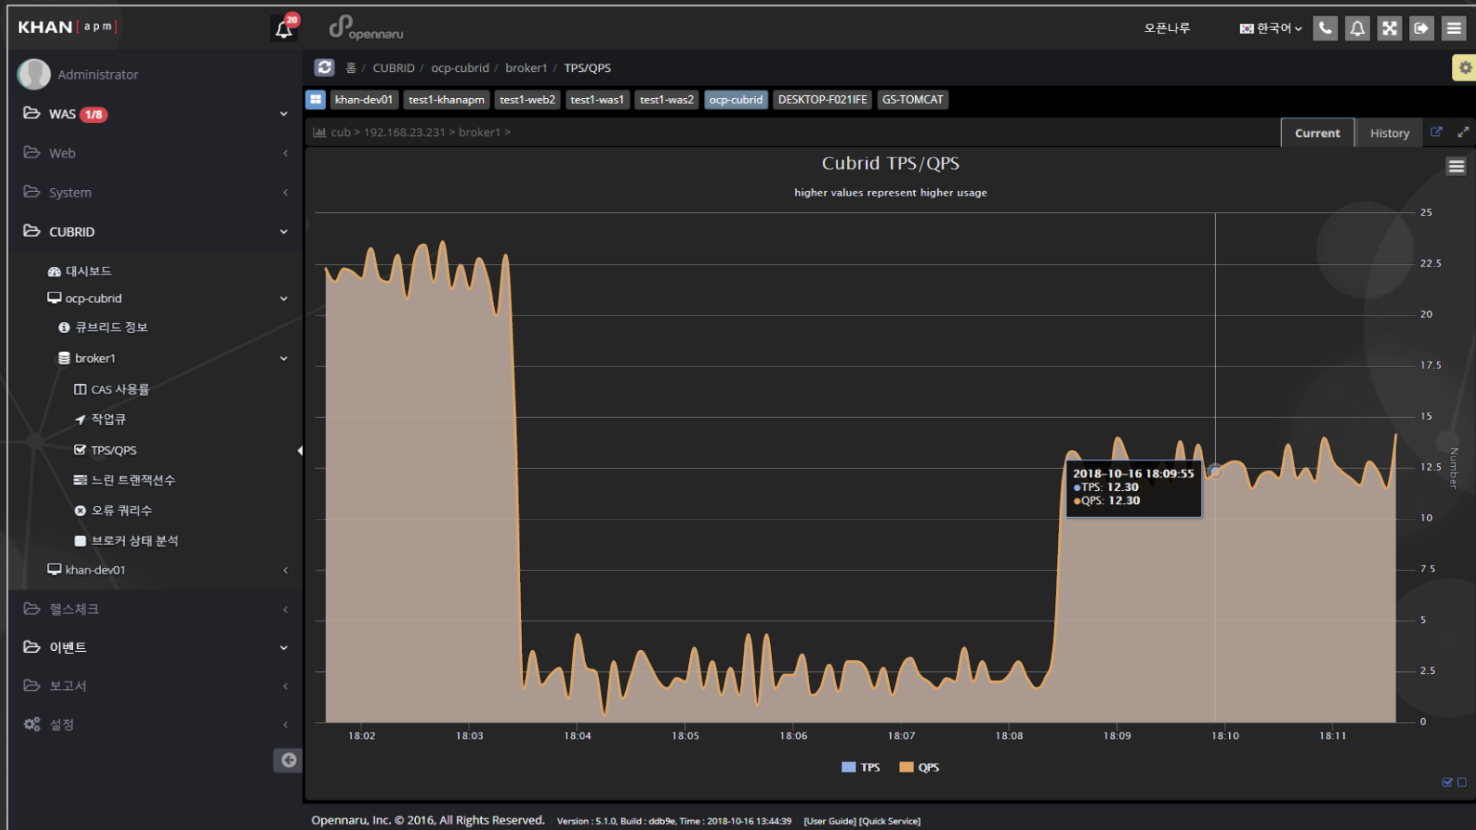 KHAN [apm]
20
opennaru
오픈나루
한국어
Administrator
홈 / CUBRID / ocp-cubrid / broker1 / TPS/QPS
khan-dev01 test1-khanapm test1-web2 test1-was1 test1-was2 ocp-cubrid DESKTOP-F021IFE GS-TOMCAT
cub > 192.168.23.231 > broker1 >
Current History
WAS 1/8
Web
System
CUBRID
대시보드
ocp-cubrid
큐브리드 정보
broker1
CAS 사용률
작업큐
TPS/QPS
느린 트랜잭션수
오류 쿼리수
브로커 상태 분석
khan-dev01
헬스체크
이벤트
보고서
설정
Cubrid TPS/QPS
higher values represent higher usage
25
22.5
20
17.5
15
12.5
10
7.5
5
2.5
0
Number
2018-10-16 18:09:55
TPS: 12.30
QPS: 12.30
18:02 18:03 18:04 18:05 18:06 18:07 18:08 18:09 18:10 18:11
TPS QPS
Opennaru, Inc. © 2016, All Rights Reserved. Version : 5.1.0, Build : ddb9e, Time : 2018-10-16 13:44:39 [User Guide] [Quick Service]